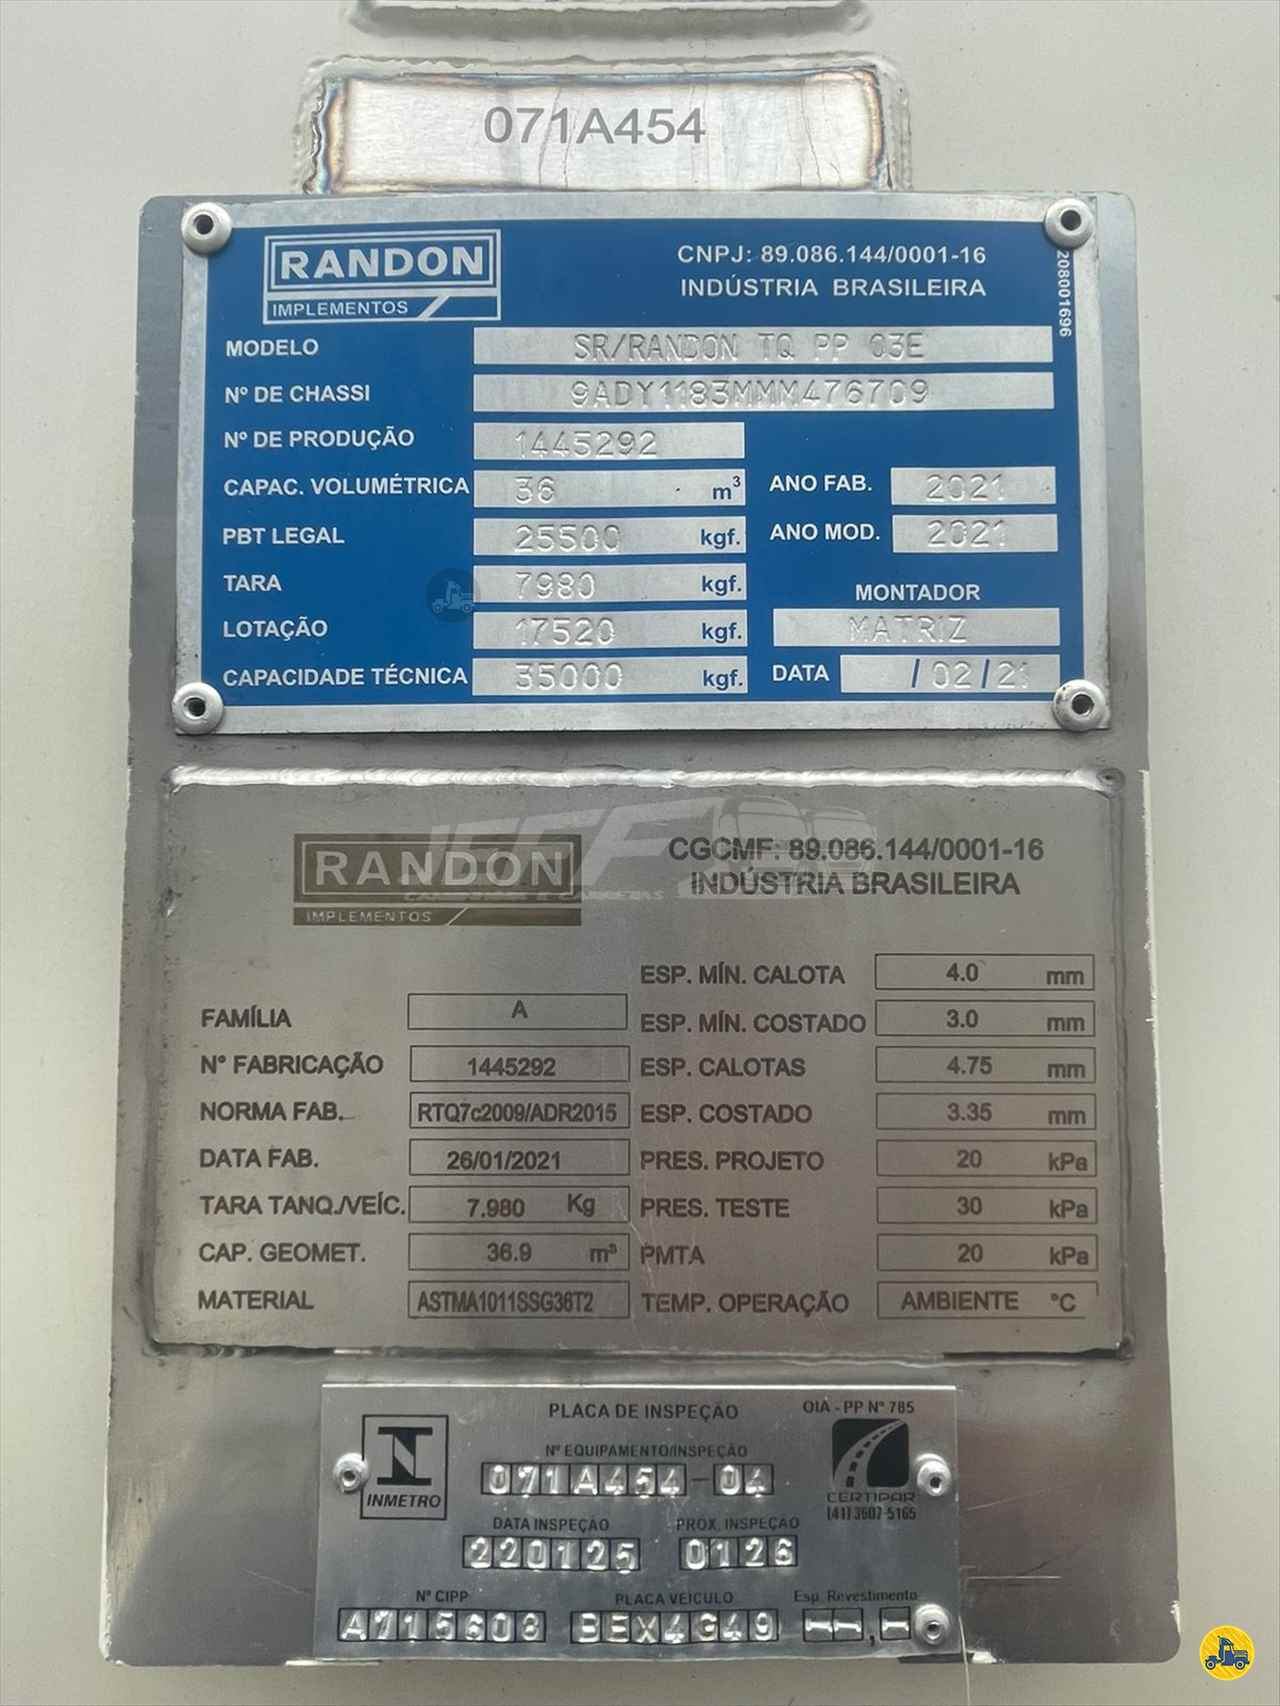 071A454
RANDON
IMPLEMENTOS
CNPJ: 89.086.144/0001-16
INDÚSTRIA BRASILEIRA
208001696
MODELO SR/RANDON TQ PP 03E
Nº DE CHASSI 9ADY1183MMM476709
Nº DE PRODUÇÃO 1445292
CAPAC. VOLUMÉTRICA 36 m³ ANO FAB. 2021
PBT LEGAL 25500 kgf. ANO MOD. 2021
TARA 7980 kgf. MONTADOR
LOTAÇÃO 17520 kgf. MATRIZ
CAPACIDADE TÉCNICA 35000 kgf. DATA /02/21
RANDON
IMPLEMENTOS
CGCMF: 89.086.144/0001-16
INDÚSTRIA BRASILEIRA
FAMÍLIA A
Nº FABRICAÇÃO 1445292
NORMA FAB. RTQ7c2009/ADR2015
DATA FAB. 26/01/2021
TARA TANQ./VEÍC. 7.980 Kg
CAP. GEOMET. 36.9 m³
MATERIAL ASTMA1011SSG36T2
ESP. MÍN. CALOTA 4.0 mm
ESP. MÍN. COSTADO 3.0 mm
ESP. CALOTAS 4.75 mm
ESP. COSTADO 3.35 mm
PRES. PROJETO 20 kPa
PRES. TESTE 30 kPa
PMTA 20 kPa
TEMP. OPERAÇÃO AMBIENTE °C
INMETRO
PLACA DE INSPEÇÃO
OIA - PP Nº 785
CERTIPAR
(41) 3607-5165
Nº EQUIPAMENTO/INSPEÇÃO
071A454-04
DATA INSPEÇÃO PRÓX. INSPEÇÃO
220125 0126
Nº CIPP PLACA VEÍCULO Esp. Revestimento
A715608 BEX4G49 --,-